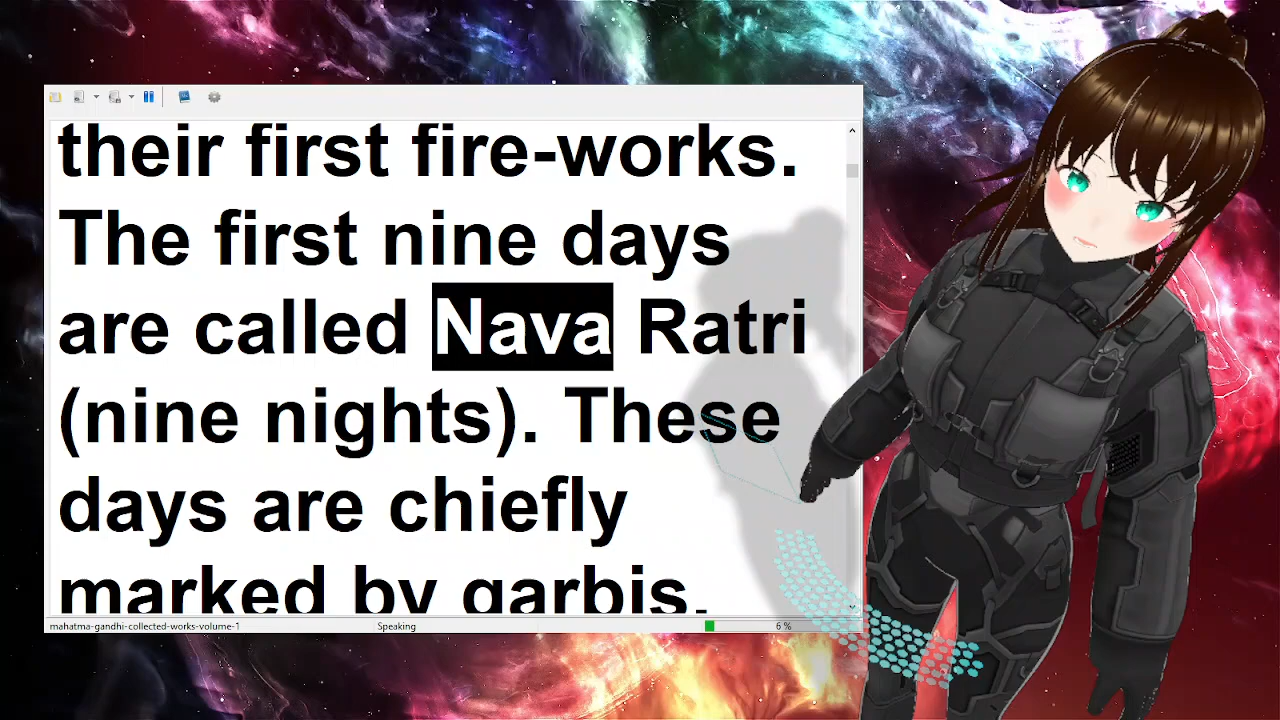 their first fire-works.
The first nine days
are called Nava Ratri
(nine nights). These
days are chiefly
marked by garbis,
mahatma-gandhi-collected-works-volume-1 Speaking 6 %